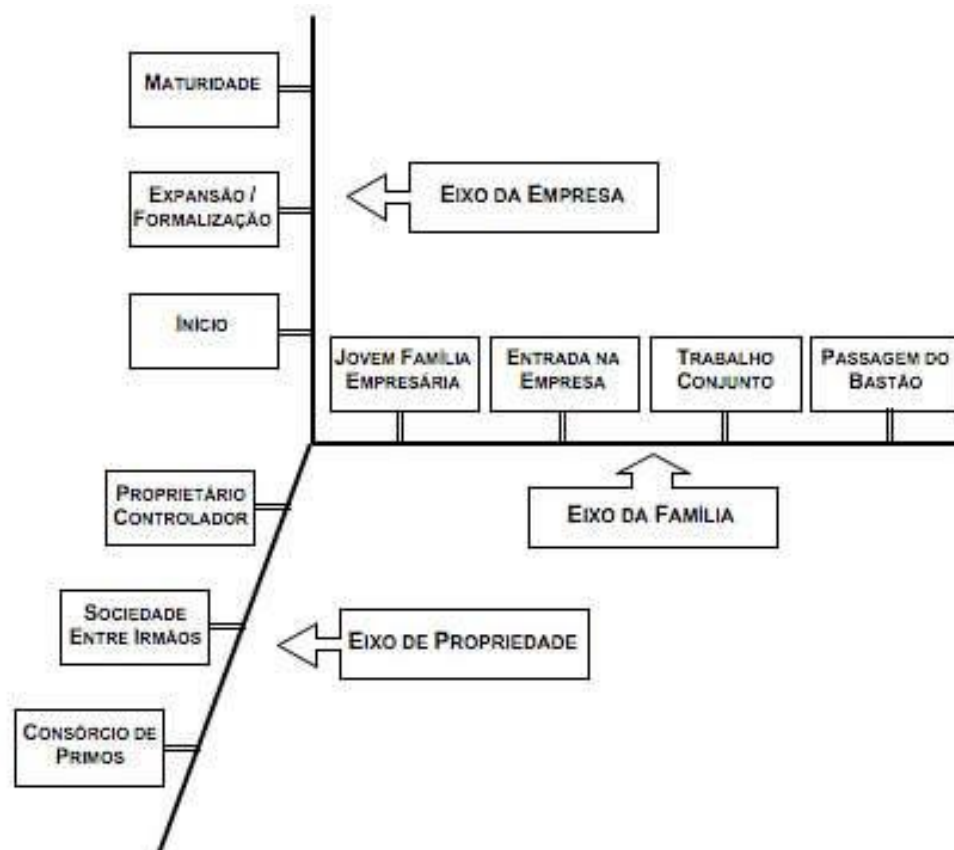 MATURIDADE
EXPANSÃO /
FORMALIZAÇÃO
INÍCIO
EIXO DA EMPRESA
JOVEM FAMÍLIA
EMPRESÁRIA
ENTRADA NA
EMPRESA
TRABALHO
CONJUNTO
PASSAGEM DO
BASTÃO
EIXO DA FAMÍLIA
PROPRIETÁRIO
CONTROLADOR
SOCIEDADE
ENTRE IRMÃOS
EIXO DE PROPRIEDADE
CONSÓRCIO DE
PRIMOS